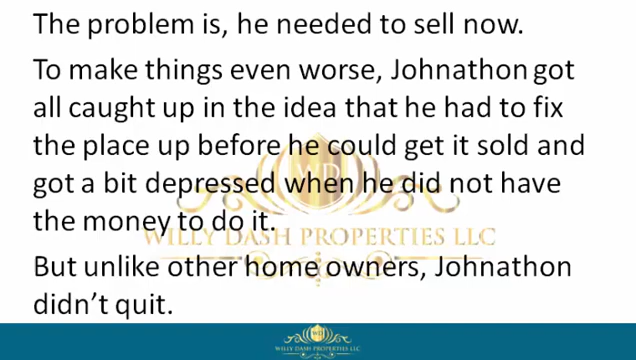 The problem is, he needed to sell now.
To make things even worse, Johnathon got
all caught up in the idea that he had to fix
the place up before he could get it sold and
got a bit depressed when he did not have
the money to do it.
WILLY DASH PROPERTIES LLC
But unlike other home owners, Johnathon
didn't quit.
WILLY DASH PROPERTIES LLC